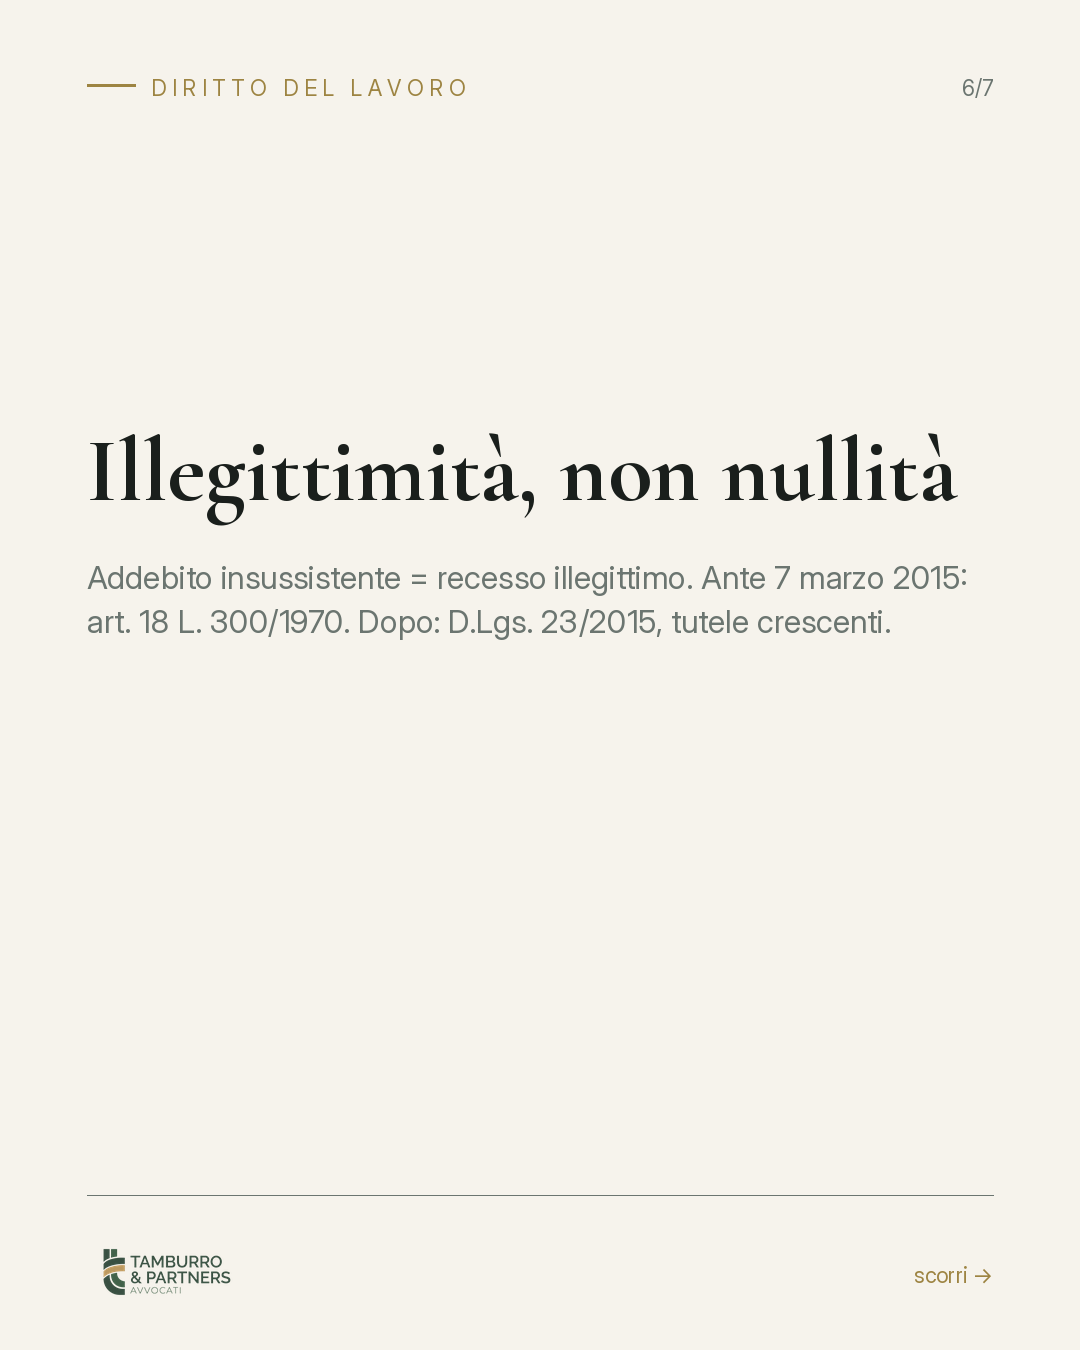 DIRITTO DEL LAVORO
6/7
Illegittimità, non nullità
Addebito insussistente = recesso illegittimo. Ante 7 marzo 2015:
art. 18 L. 300/1970. Dopo: D.Lgs. 23/2015, tutele crescenti.
TAMBURRO
& PARTNERS
AVVOCATI
scorri →